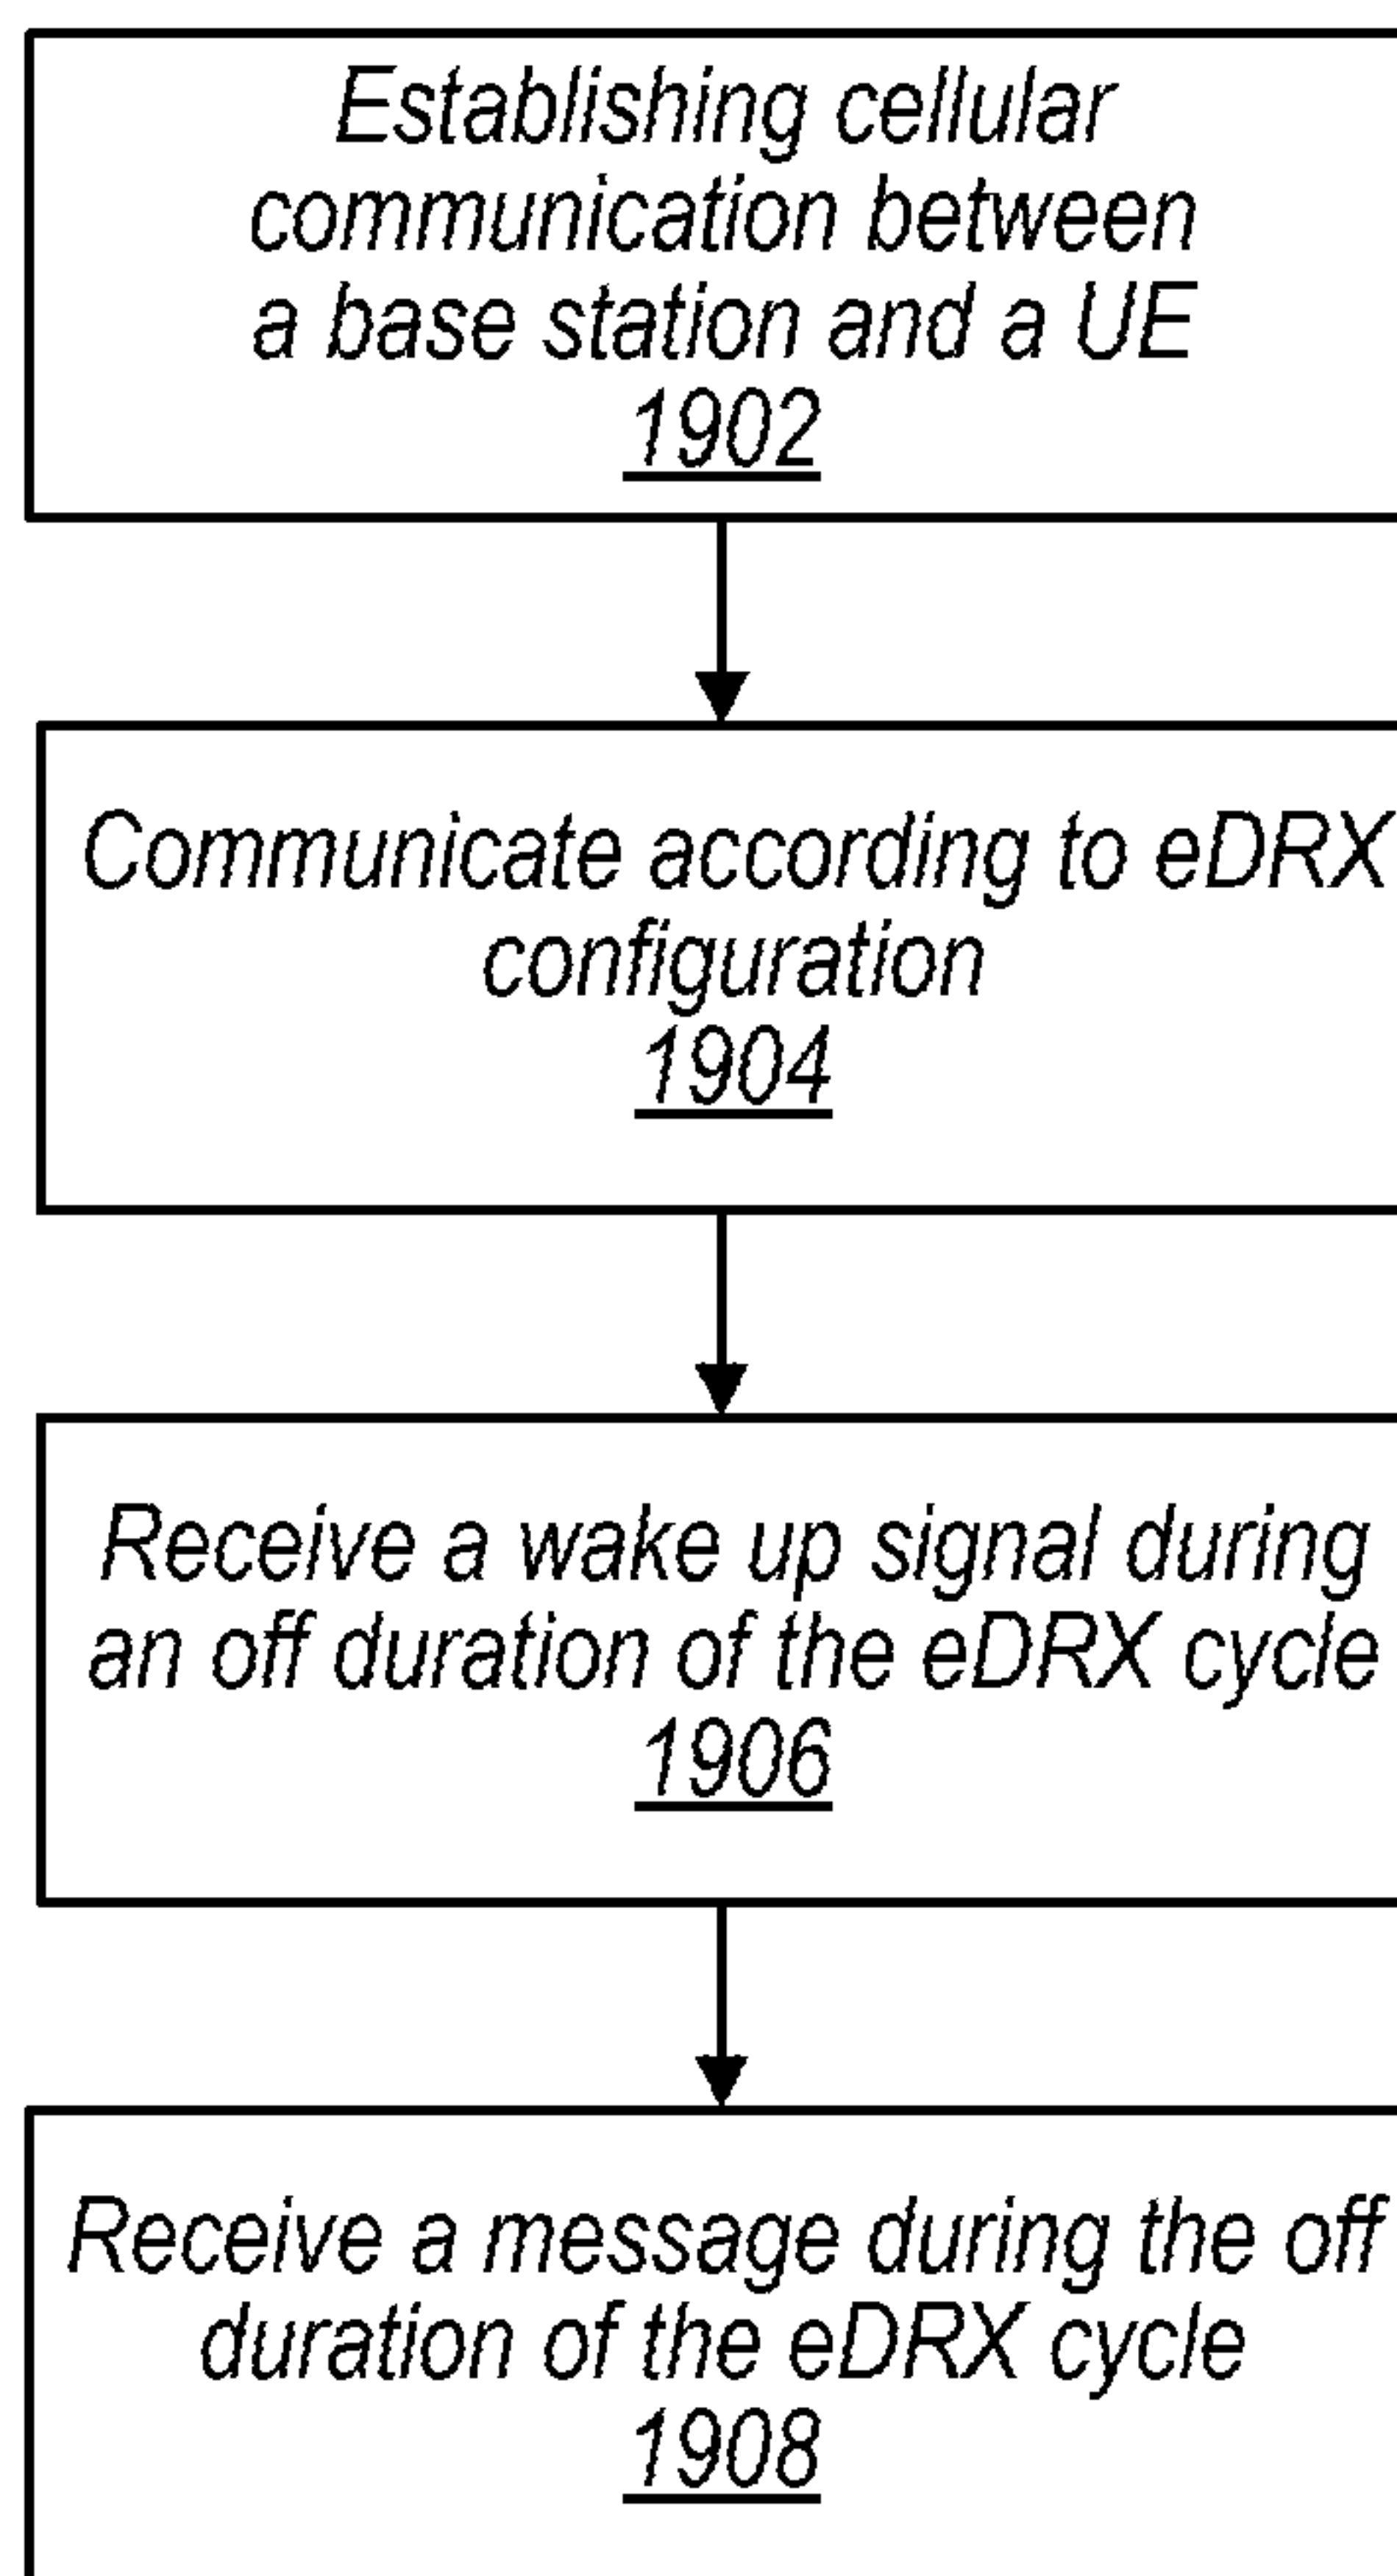 Establishing cellular
communication between
a base station and a UE
1902
Communicate according to eDRX
configuration
1904
Receive a wake up signal during
an off duration of the eDRX cycle
1906
Receive a message during the off
duration of the eDRX cycle
1908